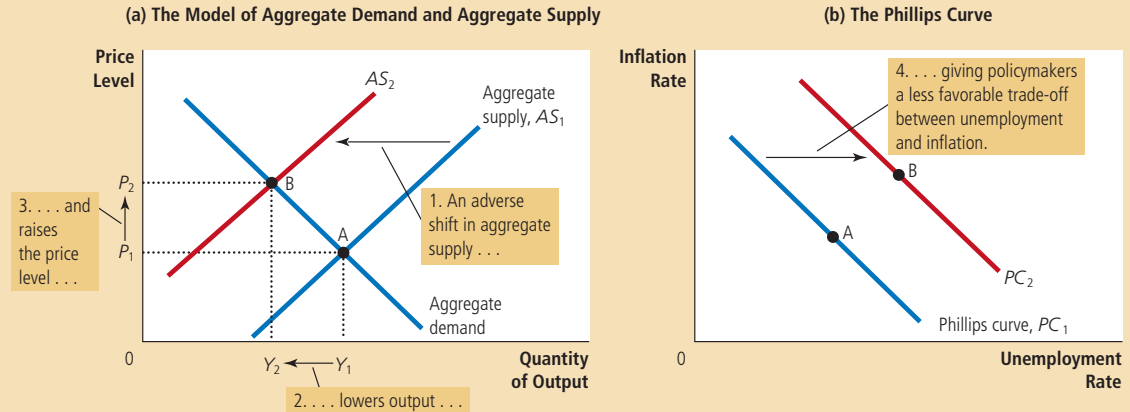 (a) The Model of Aggregate Demand and Aggregate Supply
Price
Level
AS2
Aggregate
supply, AS1
P2
B
3. . . . and
raises
the price
level . . .
1. An adverse
shift in aggregate
supply . . .
A
P1
Aggregate
demand
0
Y2
Y1
Quantity
of Output
2. . . . lowers output . . .
(b) The Phillips Curve
Inflation
Rate
4. . . . giving policymakers
a less favorable trade-off
between unemployment
and inflation.
B
A
PC2
Phillips curve, PC1
0
Unemployment
Rate